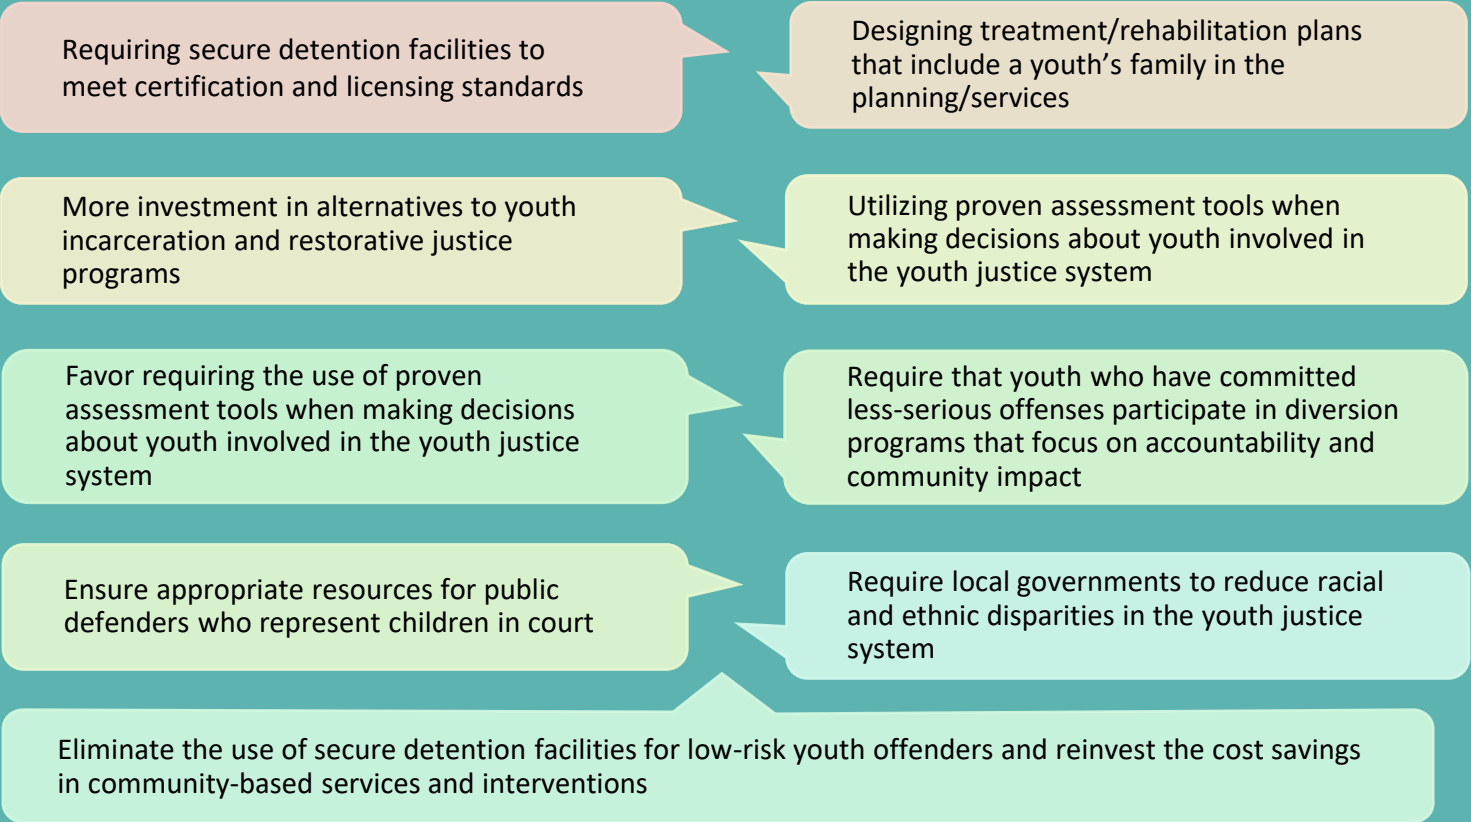 Requiring secure detention facilities to
meet certification and licensing standards
Designing treatment/rehabilitation plans
that include a youth’s family in the
planning/services
More investment in alternatives to youth
incarceration and restorative justice
programs
Utilizing proven assessment tools when
making decisions about youth involved in
the youth justice system
Favor requiring the use of proven
assessment tools when making decisions
about youth involved in the youth justice
system
Require that youth who have committed
less-serious offenses participate in diversion
programs that focus on accountability and
community impact
Ensure appropriate resources for public
defenders who represent children in court
Require local governments to reduce racial
and ethnic disparities in the youth justice
system
Eliminate the use of secure detention facilities for low-risk youth offenders and reinvest the cost savings
in community-based services and interventions